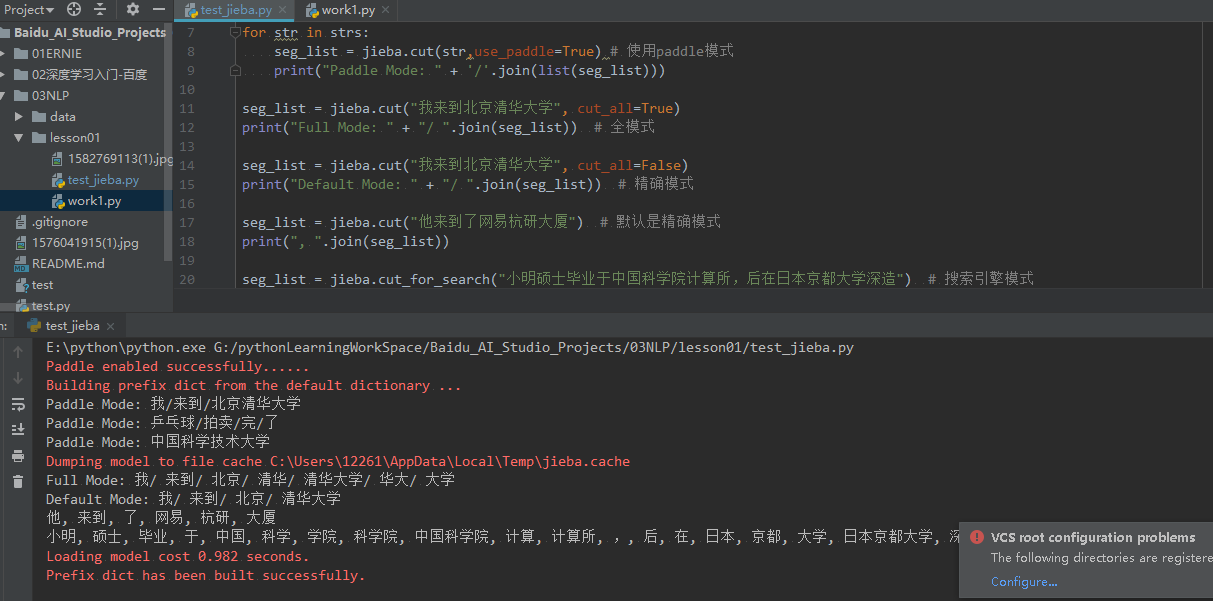 Project
test_jieba.py
work1.py
Baidu_AI_Studio_Projects
01ERNIE
02深度学习入门-百度
03NLP
data
lesson01
1582769113(1).jpg
test_jieba.py
work1.py
.gitignore
1576041915(1).jpg
README.md
test
test.py
7 for str in strs:
8 seg_list = jieba.cut(str,use_paddle=True) # 使用paddle模式
9 print("Paddle Mode: " + '/'.join(list(seg_list)))
10
11 seg_list = jieba.cut("我来到北京清华大学", cut_all=True)
12 print("Full Mode: " + "/ ".join(seg_list)) # 全模式
13
14 seg_list = jieba.cut("我来到北京清华大学", cut_all=False)
15 print("Default Mode: " + "/ ".join(seg_list)) # 精确模式
16
17 seg_list = jieba.cut("他来到了网易杭研大厦") # 默认是精确模式
18 print(", ".join(seg_list))
19
20 seg_list = jieba.cut_for_search("小明硕士毕业于中国科学院计算所，后在日本京都大学深造") # 搜索引擎模式
n:
test_jieba
E:\python\python.exe G:/pythonLearningWorkSpace/Baidu_AI_Studio_Projects/03NLP/lesson01/test_jieba.py
Paddle enabled successfully......
Building prefix dict from the default dictionary ...
Paddle Mode: 我/来到/北京清华大学
Paddle Mode: 乒乓球/拍卖/完/了
Paddle Mode: 中国科学技术大学
Dumping model to file cache C:\Users\12261\AppData\Local\Temp\jieba.cache
Full Mode: 我/ 来到/ 北京/ 清华/ 清华大学/ 华大/ 大学
Default Mode: 我/ 来到/ 北京/ 清华大学
他, 来到, 了, 网易, 杭研, 大厦
小明, 硕士, 毕业, 于, 中国, 科学, 学院, 科学院, 中国科学院, 计算, 计算所, ，, 后, 在, 日本, 京都, 大学, 日本京都大学, 深
Loading model cost 0.982 seconds.
Prefix dict has been built successfully.
VCS root configuration problems
The following directories are registere
Configure...